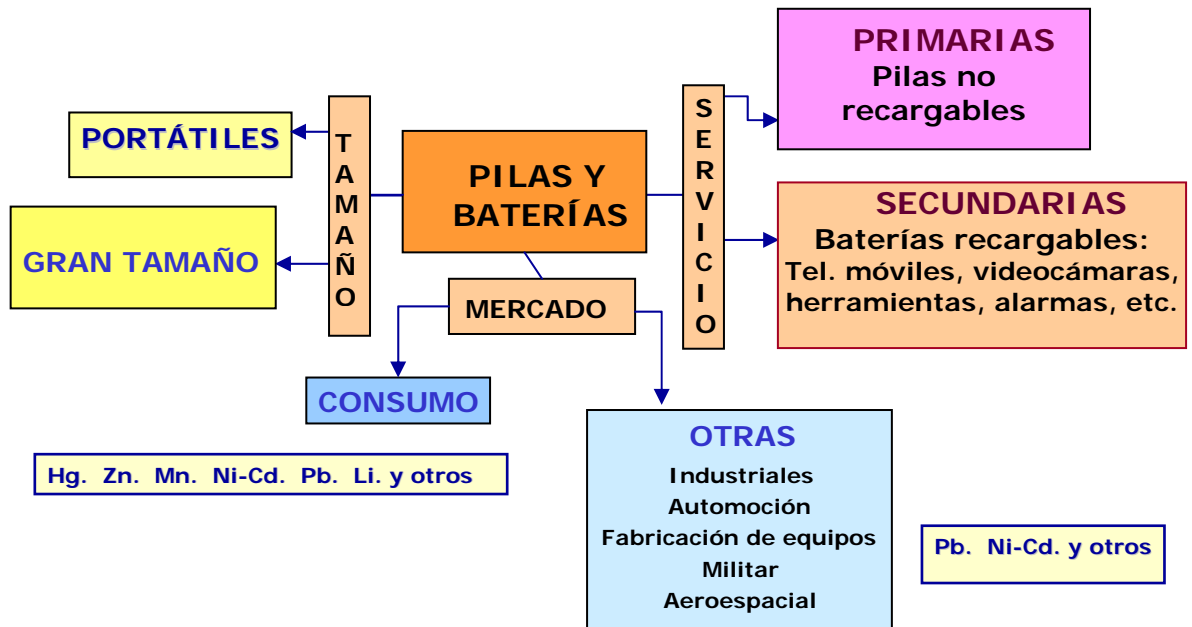 PRIMARIAS
Pilas no
recargables
PORTÁTILES
TAMAÑO
PILAS Y
BATERÍAS
SERVICIO
SECUNDARIAS
Baterías recargables:
Tel. móviles, videocámaras,
herramientas, alarmas, etc.
GRAN TAMAÑO
MERCADO
CONSUMO
OTRAS
Industriales
Automoción
Fabricación de equipos
Militar
Aeroespacial
Hg. Zn. Mn. Ni-Cd. Pb. Li. y otros
Pb. Ni-Cd. y otros